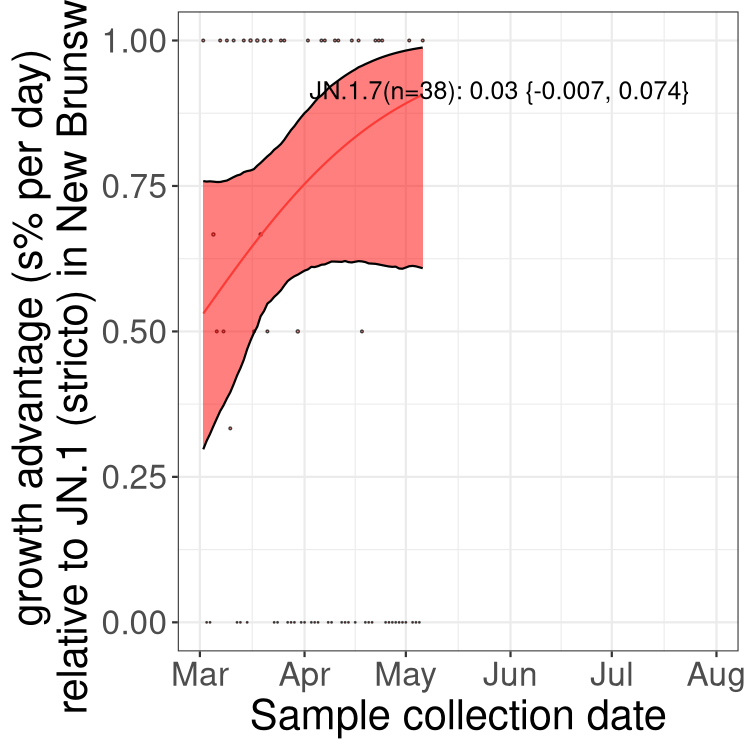 growth advantage (s% per day)
relative to JN.1 (stricto) in New Brunsw
1.00
0.75
0.50
0.25
0.00
JN.1.7(n=38): 0.03 {-0.007, 0.074}
Mar Apr May Jun Jul Aug
Sample collection date